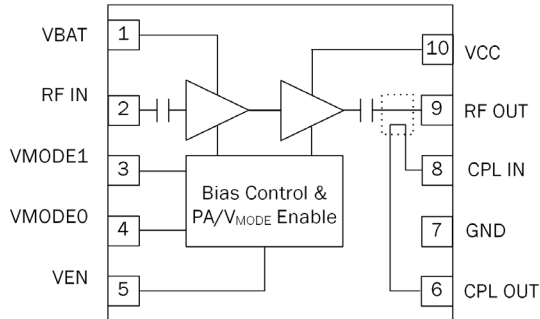 VBAT 1
10 VCC
RF IN 2
9 RF OUT
VMODE1 3
8 CPL IN
Bias Control &
PA/VMODE Enable
VMODE0 4
7 GND
VEN 5
6 CPL OUT